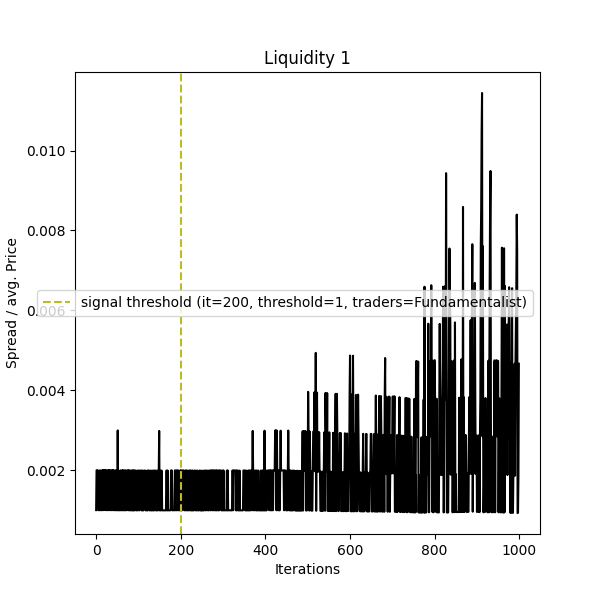 Liquidity 1
Spread / avg. Price
0.010
0.008
0.006
0.004
0.002
signal threshold (it=200, threshold=1, traders=Fundamentalist)
0 200 400 600 800 1000
Iterations